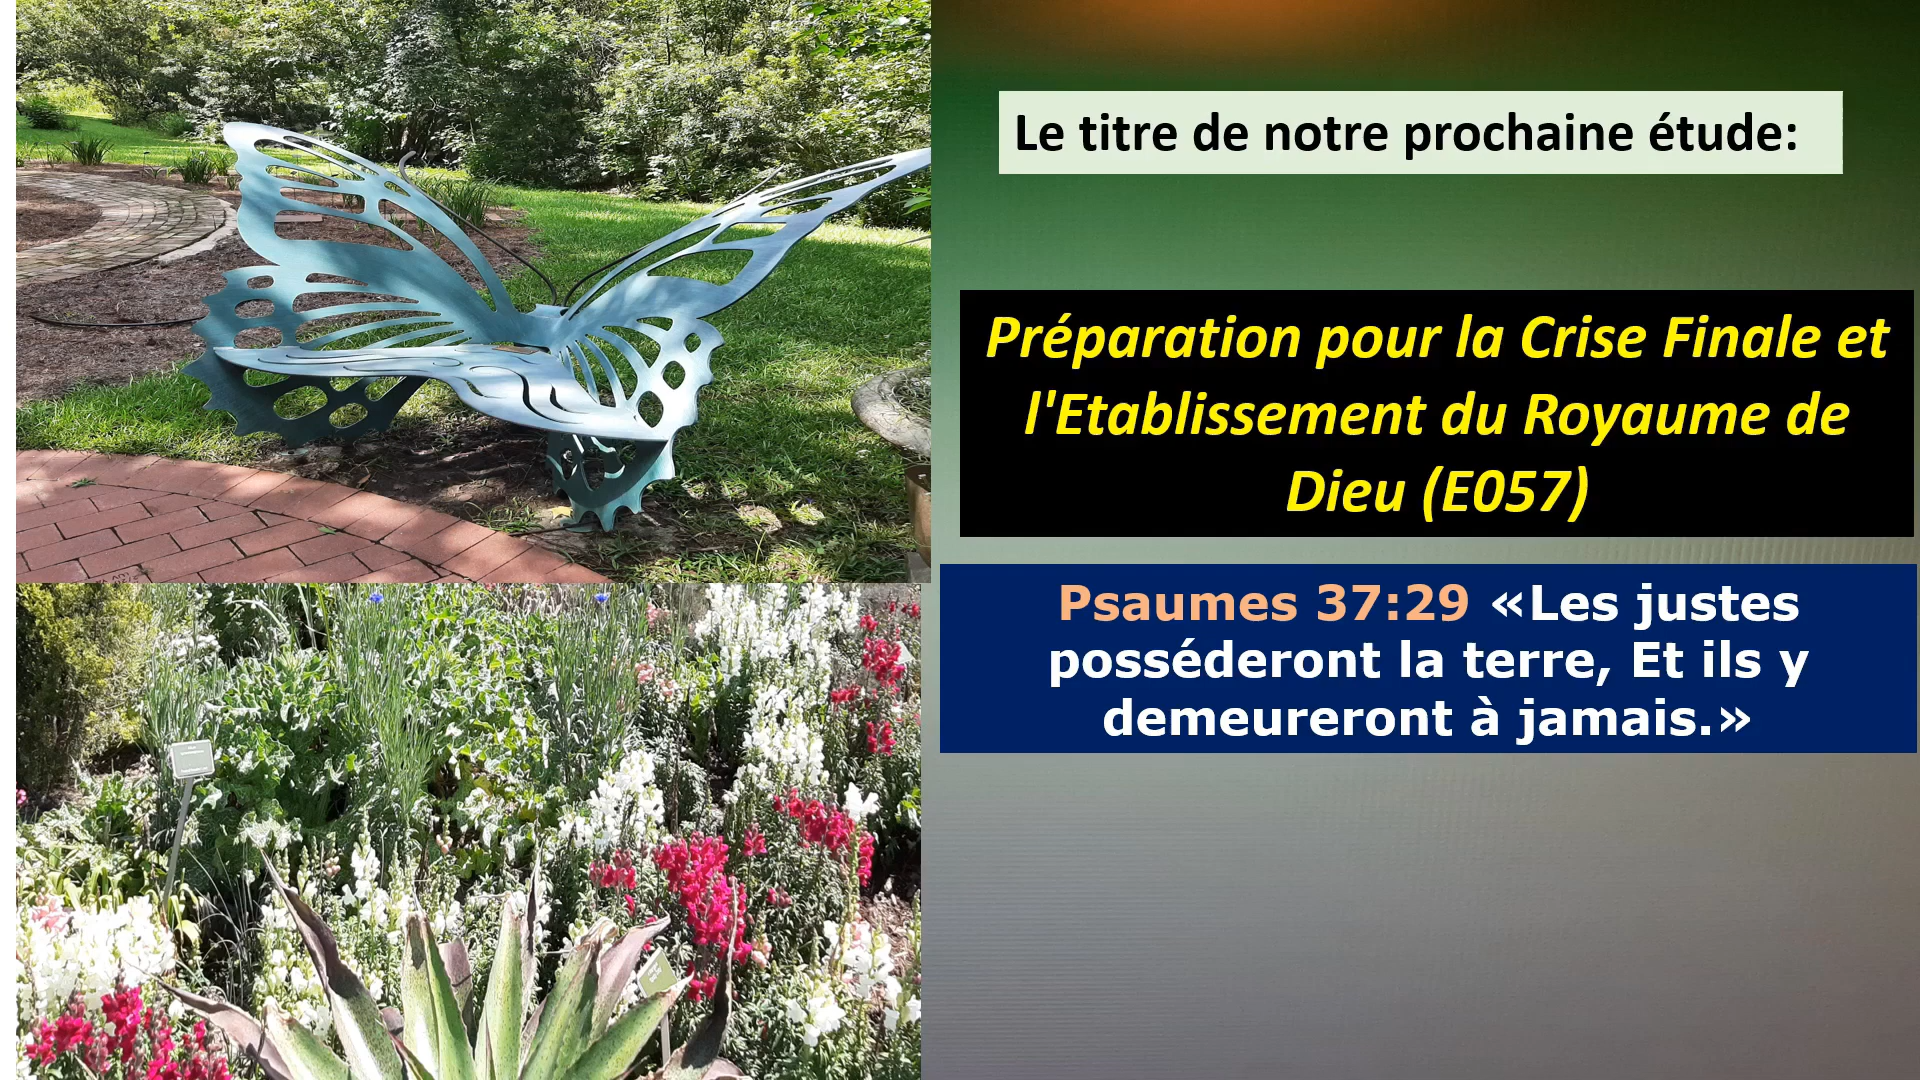 Le titre de notre prochaine étude:
Préparation pour la Crise Finale et
l'Etablissement du Royaume de
Dieu (E057)
Psaumes 37:29 «Les justes
posséderont la terre, Et ils y
demeureront à jamais.»